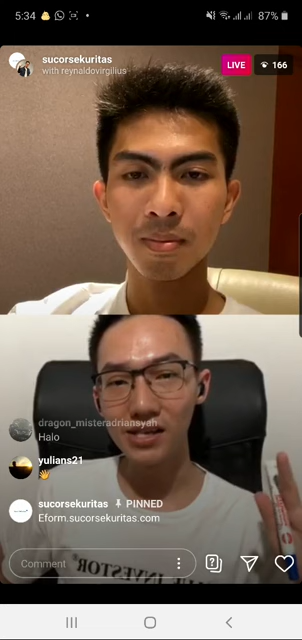 5:34
87%
sucorsekuritas
with reynaldovirgilius
LIVE
166
dragon_misteradriansyah
Halo
yulians21
👋
sucorsekuritas PINNED
Eform.sucorsekuritas.com
Comment
INVESTOR